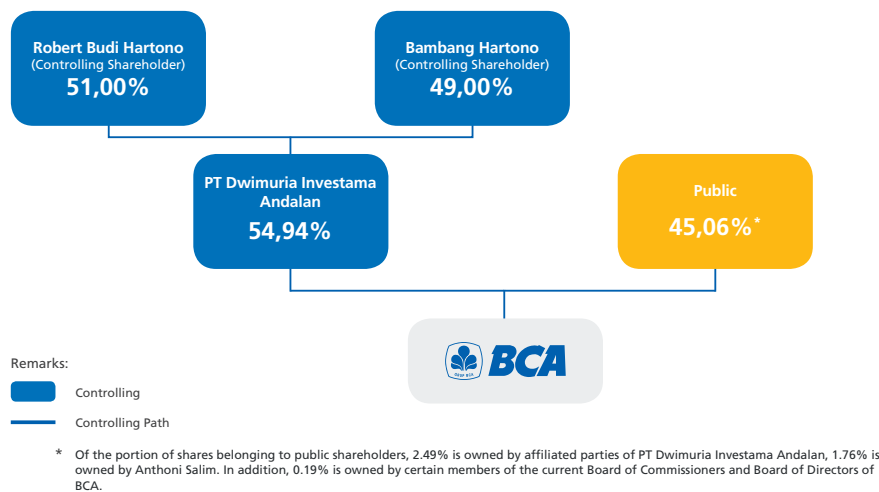 Robert Budi Hartono
(Controlling Shareholder)
51,00%
Bambang Hartono
(Controlling Shareholder)
49,00%
PT Dwimuria Investama
Andalan
54,94%
Public
45,06%*
BCA
Remarks:
Controlling
Controlling Path
* Of the portion of shares belonging to public shareholders, 2.49% is owned by affiliated parties of PT Dwimuria Investama Andalan, 1.76% is
owned by Anthoni Salim. In addition, 0.19% is owned by certain members of the current Board of Commissioners and Board of Directors of
BCA.